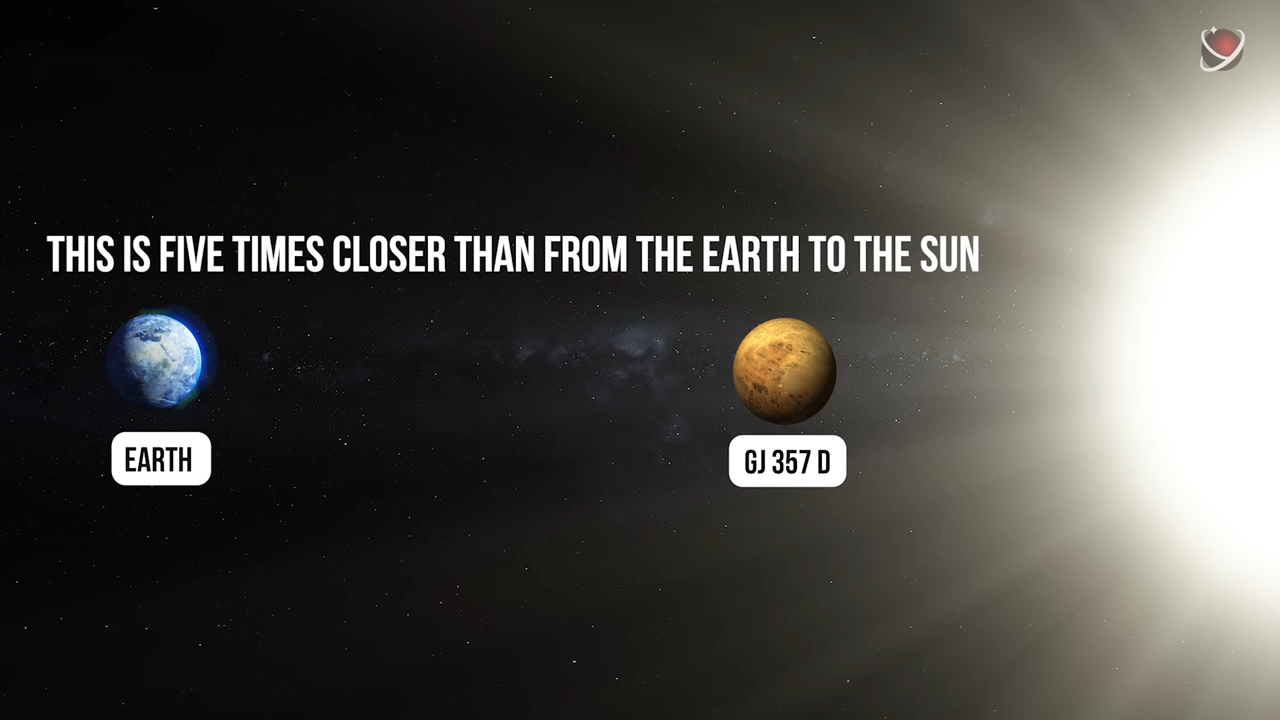 THIS IS FIVE TIMES CLOSER THAN FROM THE EARTH TO THE SUN
EARTH
GJ 357 D